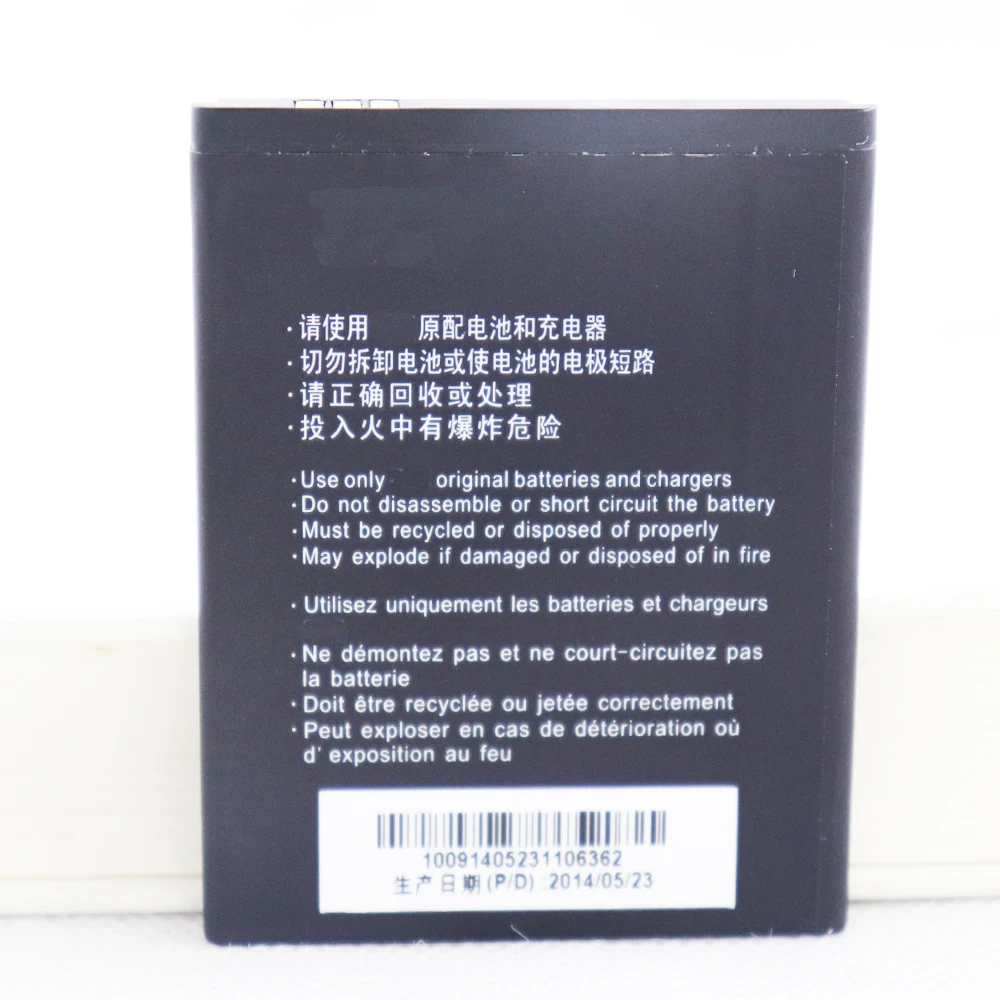 ·请使用 原配电池和充电器
·切勿拆卸电池或使电池的电极短路
·请正确回收或处理
·投入火中有爆炸危险
·Use only original batteries and chargers
·Do not disassemble or short circuit the battery
·Must be recycled or disposed of properly
·May explode if damaged or disposed of in fire
·Utilisez uniquement les batteries et chargeurs
·Ne démontez pas et ne court-circuitez pas
la batterie
·Doit être recyclée ou jetée correctement
·Peut exploser en cas de détérioration où
d' exposition au feu
10091405231106362
生产日期(P/D):2014/05/23